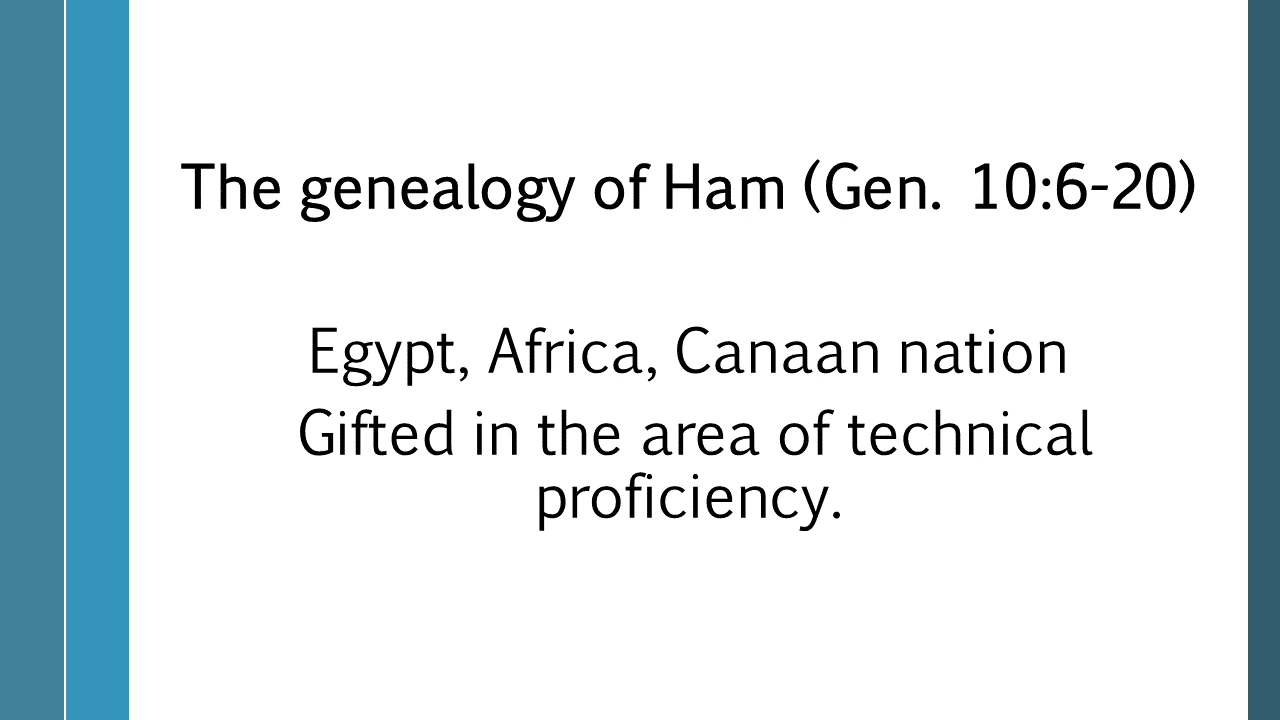 The genealogy of Ham (Gen. 10:6-20)
Egypt, Africa, Canaan nation
Gifted in the area of technical
proficiency.